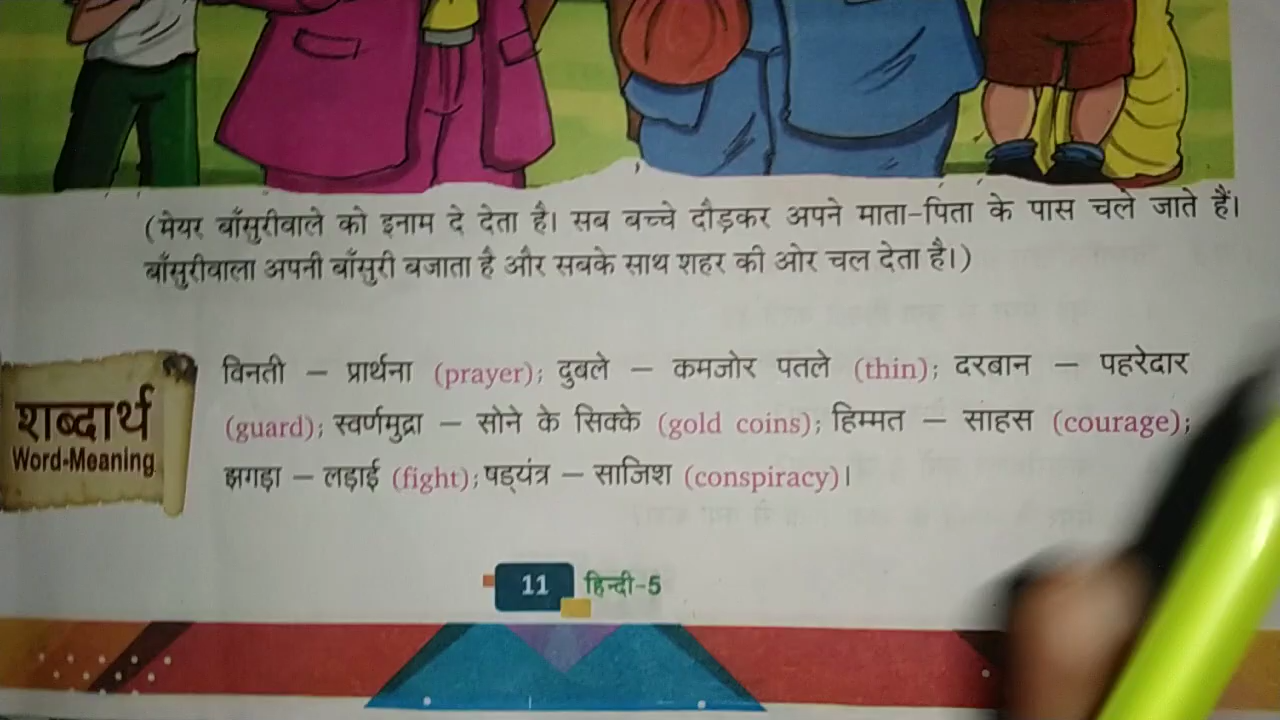 (मेयर बाँसुरीवाले को इनाम दे देता है। सब बच्चे दौड़कर अपने माता-पिता के पास चले जाते हैं।
बाँसुरीवाला अपनी बाँसुरी बजाता है और सबके साथ शहर की ओर चल देता है।)
शब्दार्थ
Word-Meaning
विनती – प्रार्थना (prayer); दुबले – कमजोर पतले (thin); दरबान – पहरेदार
(guard); स्वर्णमुद्रा – सोने के सिक्के (gold coins); हिम्मत – साहस (courage);
झगड़ा – लड़ाई (fight); षड्यंत्र – साजिश (conspiracy)।
11 हिन्दी-5